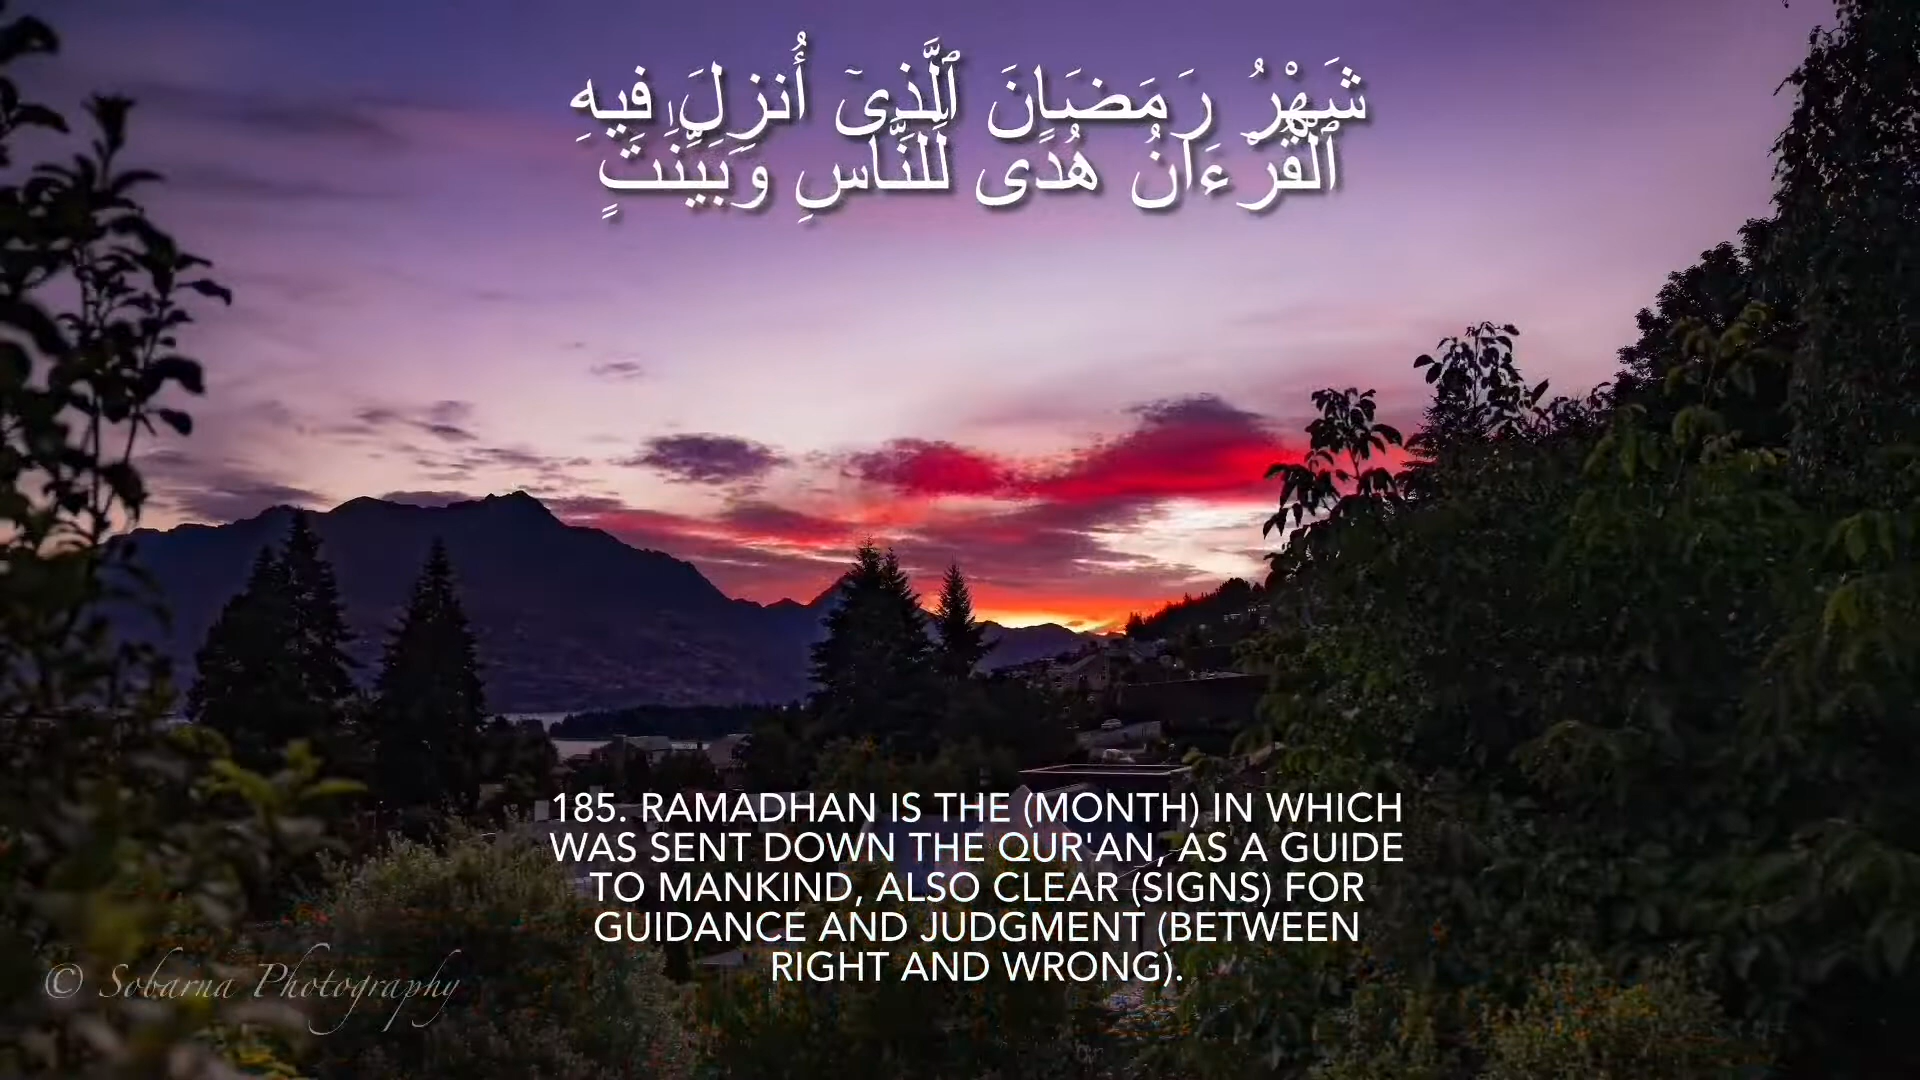 شَهْرُ رَمَضَانَ ٱلَّذِىٓ أُنزِلَ فِيهِ
ٱلْقُرْءَانُ هُدًى لِّلنَّاسِ وَبَيِّنَٰتٍ
185. RAMADHAN IS THE (MONTH) IN WHICH
WAS SENT DOWN THE QUR'AN, AS A GUIDE
TO MANKIND, ALSO CLEAR (SIGNS) FOR
GUIDANCE AND JUDGMENT (BETWEEN
RIGHT AND WRONG).
© Sobarna Photography